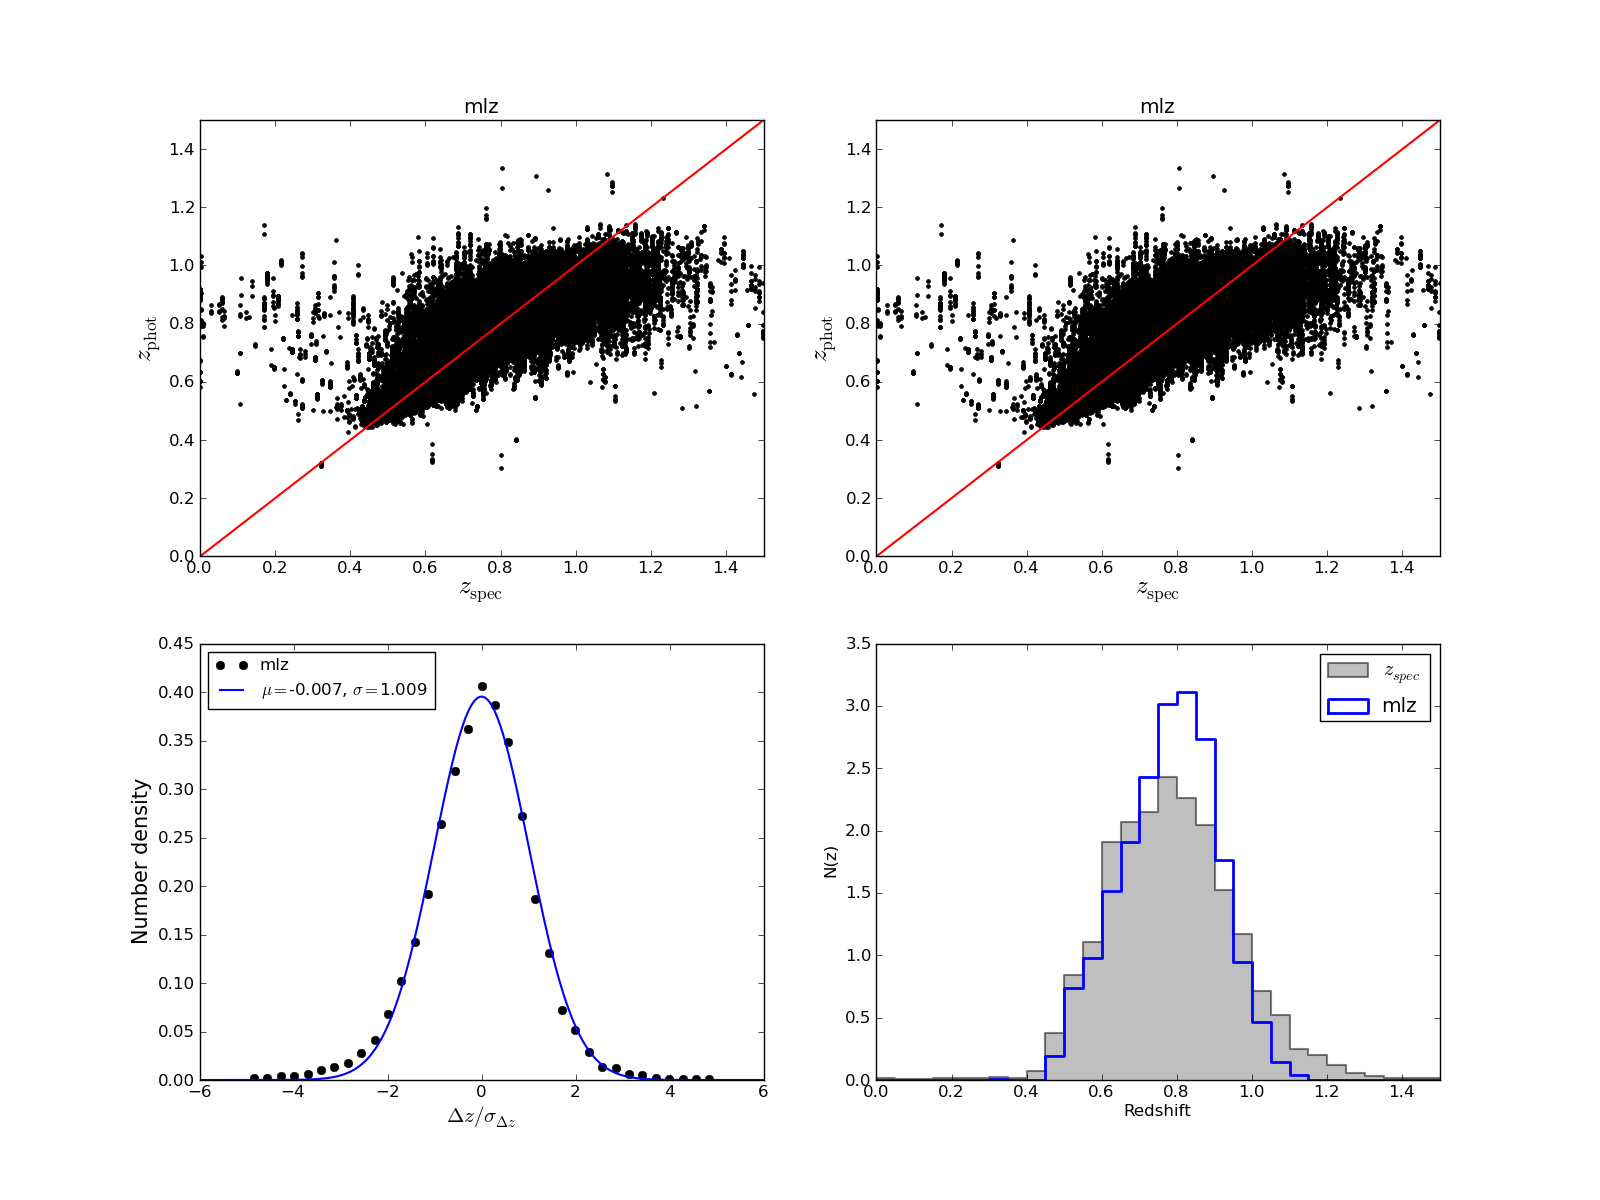 mlz
1.4
1.2
1.0
0.8
0.6
0.4
0.2
0.0
z_phot
0.0 0.2 0.4 0.6 0.8 1.0 1.2 1.4
z_spec
mlz
1.4
1.2
1.0
0.8
0.6
0.4
0.2
0.0
z_phot
0.0 0.2 0.4 0.6 0.8 1.0 1.2 1.4
z_spec
0.45
0.40
0.35
0.30
0.25
0.20
0.15
0.10
0.05
0.00
Number density
mlz
μ=-0.007, σ=1.009
−6 −4 −2 0 2 4 6
Δz/σ_Δz
3.5
3.0
2.5
2.0
1.5
1.0
0.5
0.0
N(z)
z_spec
mlz
0.0 0.2 0.4 0.6 0.8 1.0 1.2 1.4
Redshift